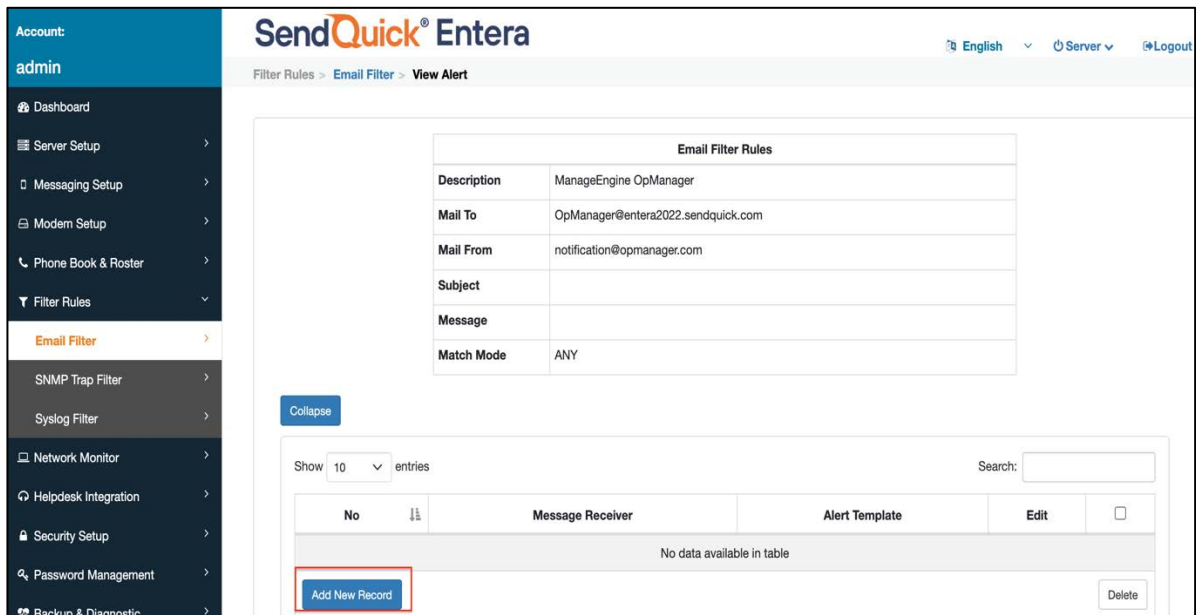 Account:
admin
Dashboard
Server Setup
Messaging Setup
Modem Setup
Phone Book & Roster
Filter Rules
Email Filter
SNMP Trap Filter
Syslog Filter
Network Monitor
Helpdesk Integration
Security Setup
Password Management
Backup & Diagnostic
SendQuick® Entera
English Server Logout
Filter Rules > Email Filter > View Alert
Email Filter Rules
Description ManageEngine OpManager
Mail To OpManager@entera2022.sendquick.com
Mail From notification@opmanager.com
Subject
Message
Match Mode ANY
Collapse
Show 10 entries Search:
No Message Receiver Alert Template Edit
No data available in table
Add New Record Delete